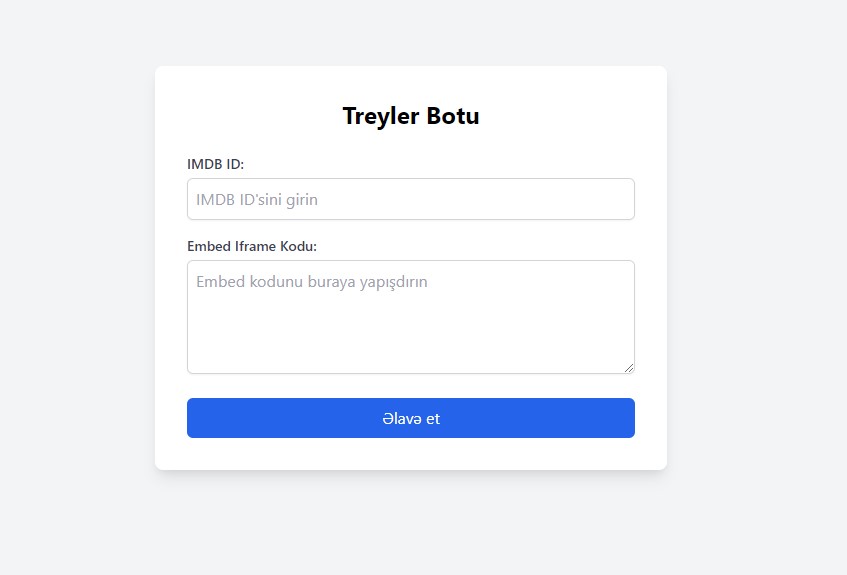 Treyler Botu
IMDB ID:
IMDB ID'sini girin
Embed Iframe Kodu:
Embed kodunu buraya yapışdırın
Əlavə et